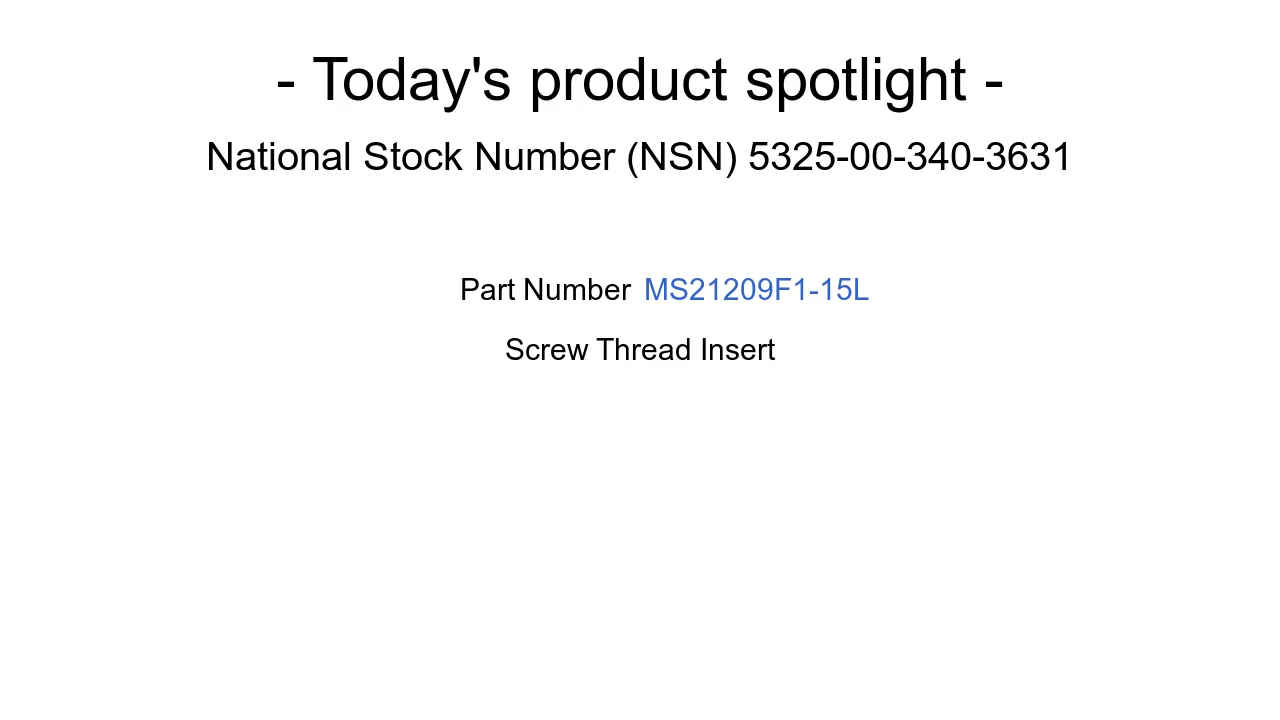 - Today's product spotlight -
National Stock Number (NSN) 5325-00-340-3631
Part Number MS21209F1-15L
Screw Thread Insert